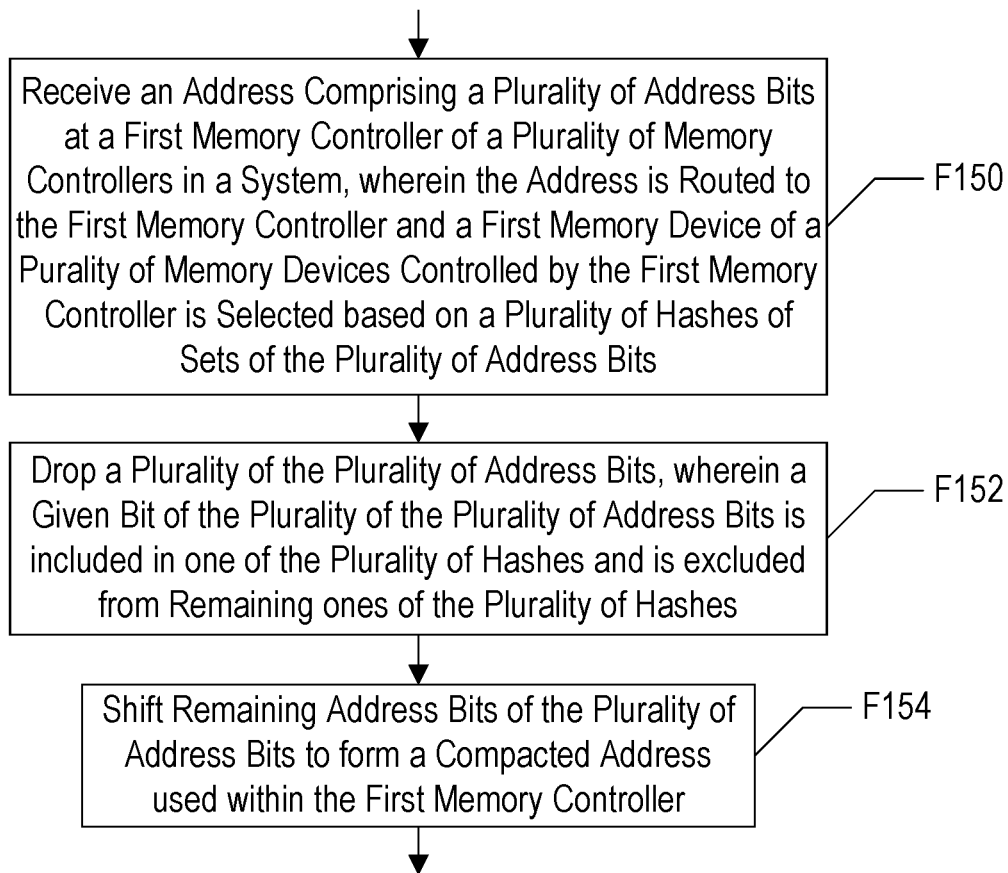 Receive an Address Comprising a Plurality of Address Bits
at a First Memory Controller of a Plurality of Memory
Controllers in a System, wherein the Address is Routed to
the First Memory Controller and a First Memory Device of a
Purality of Memory Devices Controlled by the First Memory
Controller is Selected based on a Plurality of Hashes of
Sets of the Plurality of Address Bits
F150
Drop a Plurality of the Plurality of Address Bits, wherein a
Given Bit of the Plurality of the Plurality of Address Bits is
included in one of the Plurality of Hashes and is excluded
from Remaining ones of the Plurality of Hashes
F152
Shift Remaining Address Bits of the Plurality of
Address Bits to form a Compacted Address
used within the First Memory Controller
F154